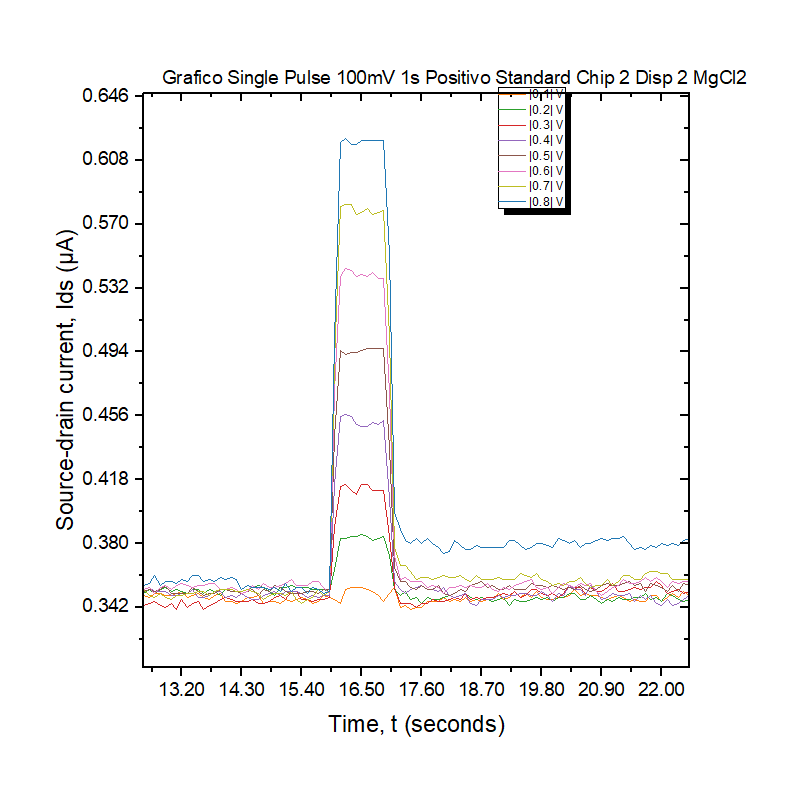 Grafico Single Pulse 100mV 1s Positivo Standard Chip 2 Disp 2 MgCl2
|0.1| V
|0.2| V
|0.3| V
|0.4| V
|0.5| V
|0.6| V
|0.7| V
|0.8| V
0.646
0.608
0.570
0.532
0.494
0.456
0.418
0.380
0.342
Source-drain current, Ids (µA)
13.20 14.30 15.40 16.50 17.60 18.70 19.80 20.90 22.00
Time, t (seconds)